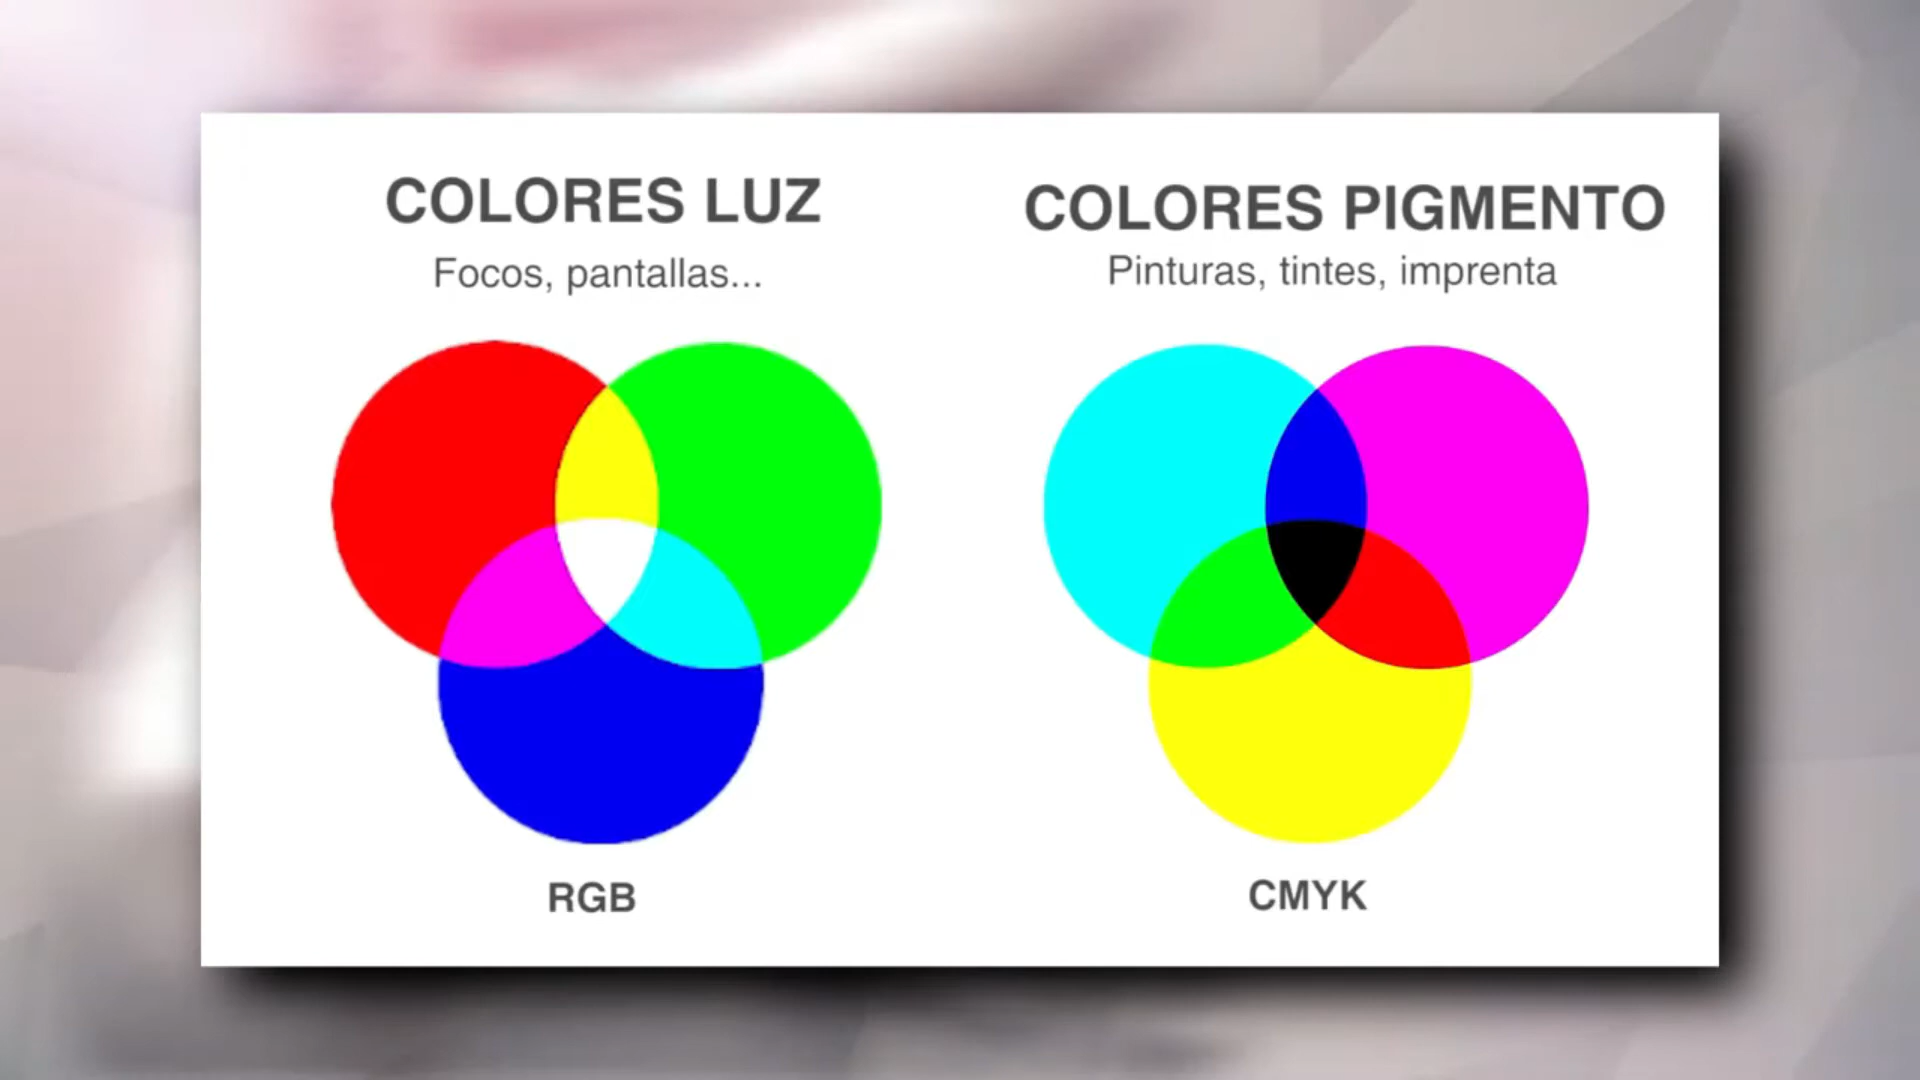 COLORES LUZ
Focos, pantallas...
RGB
COLORES PIGMENTO
Pinturas, tintes, imprenta
CMYK